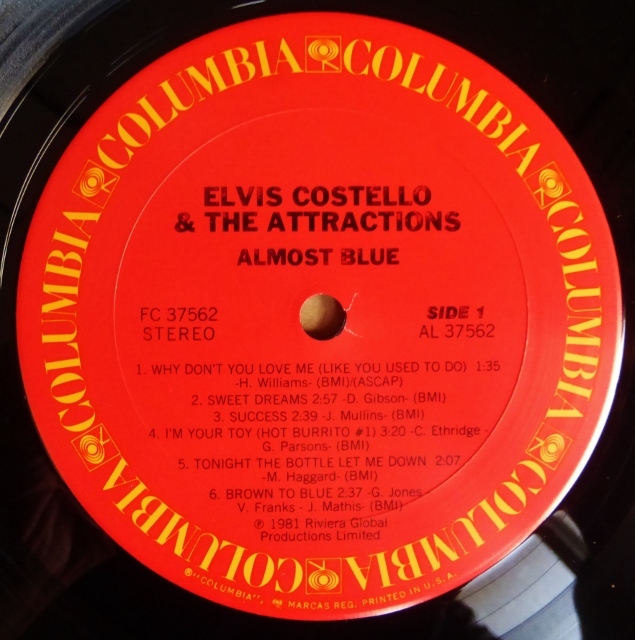 COLUMBIA COLUMBIA COLUMBIA COLUMBIA COLUMBIA COLUMBIA COLUMBIA COLUMBIA
ELVIS COSTELLO
& THE ATTRACTIONS
ALMOST BLUE
FC 37562
STEREO
SIDE 1
AL 37562
1. WHY DON'T YOU LOVE ME (LIKE YOU USED TO DO) 1:35
-H. Williams- (BMI)/(ASCAP)
2. SWEET DREAMS 2:57 -D. Gibson- (BMI)
3. SUCCESS 2:39 -J. Mullins- (BMI)
4. I'M YOUR TOY (HOT BURRITO #1) 3:20 -C. Ethridge -
G. Parsons- (BMI)
5. TONIGHT THE BOTTLE LET ME DOWN 2:07
-M. Haggard- (BMI)
6. BROWN TO BLUE 2:37 -G. Jones -
V. Franks - J. Mathis- (BMI)
℗ 1981 Riviera Global
Productions Limited
®"COLUMBIA", MARCAS REG. PRINTED IN U.S.A.